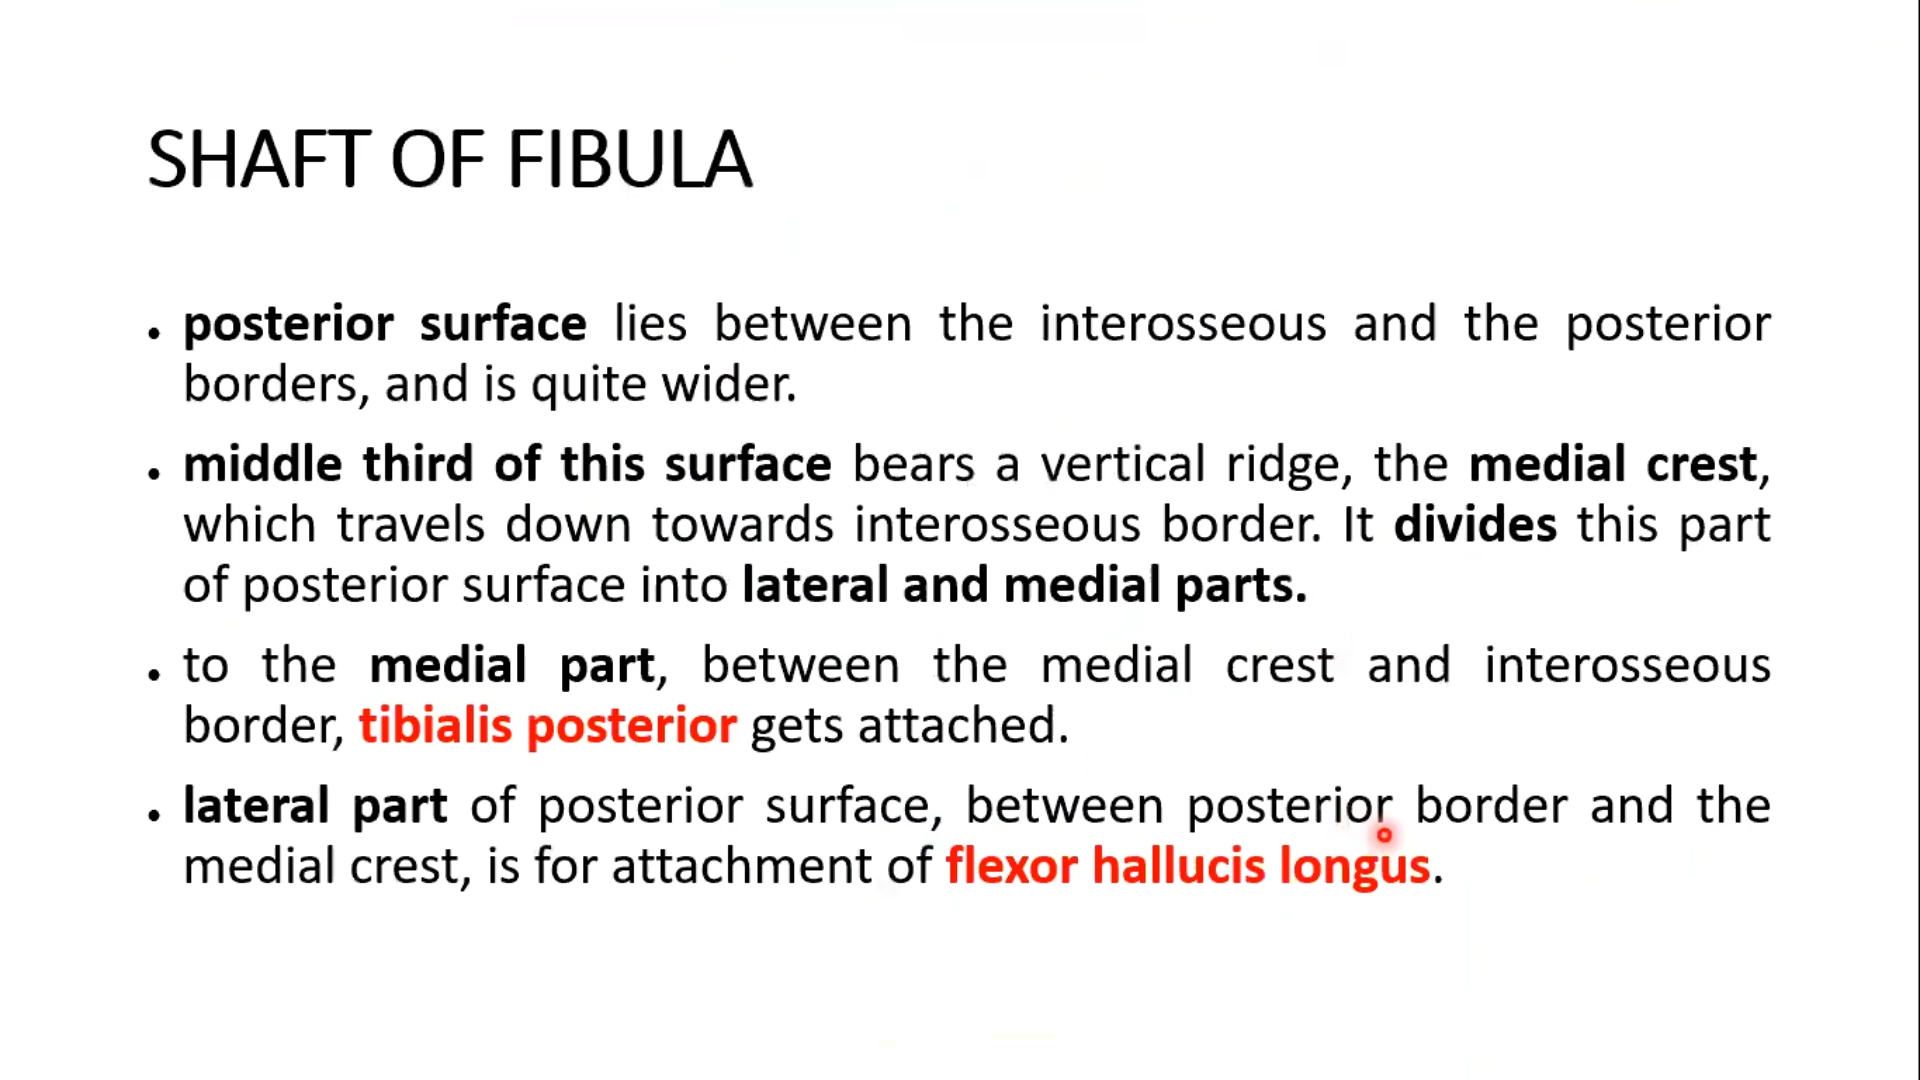 SHAFT OF FIBULA
• posterior surface lies between the interosseous and the posterior
borders, and is quite wider.
• middle third of this surface bears a vertical ridge, the medial crest,
which travels down towards interosseous border. It divides this part
of posterior surface into lateral and medial parts.
• to the medial part, between the medial crest and interosseous
border, tibialis posterior gets attached.
• lateral part of posterior surface, between posterior border and the
medial crest, is for attachment of flexor hallucis longus.